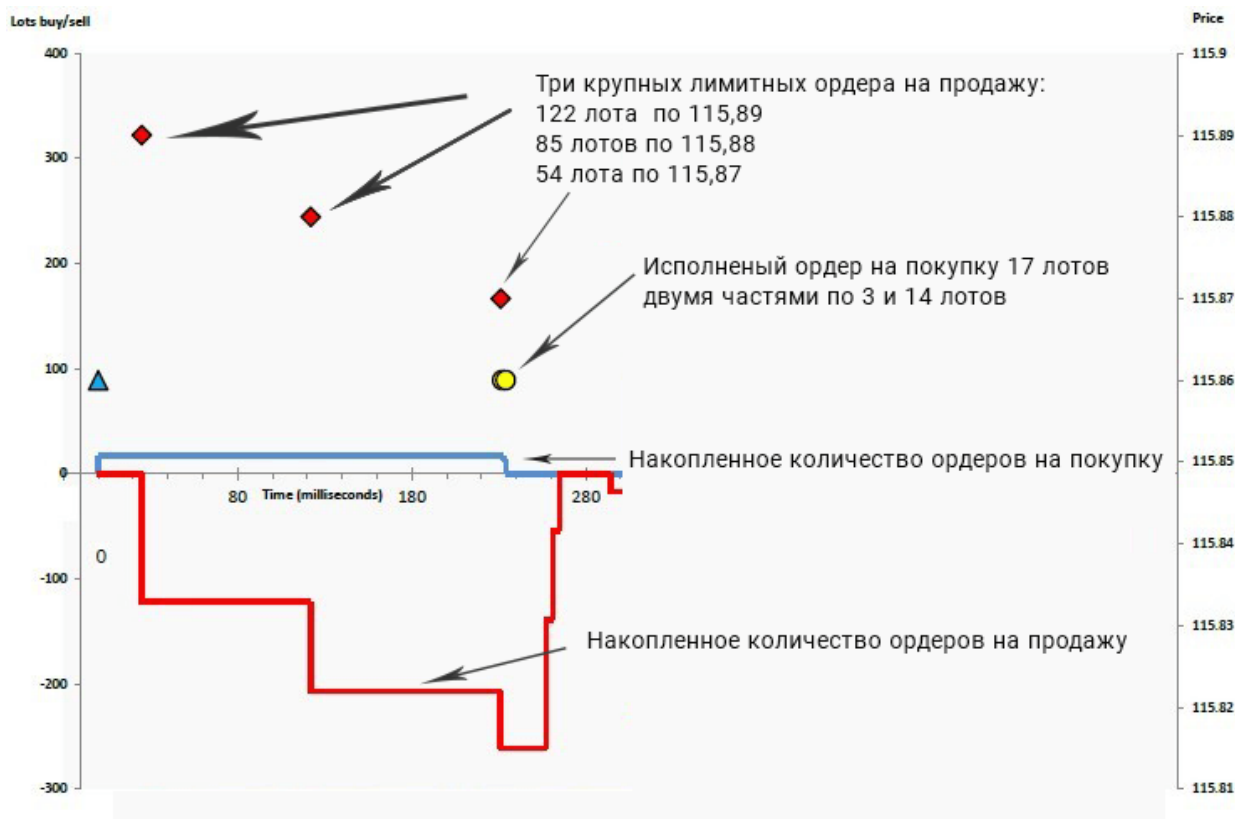 Lots buy/sell
Price
400
115.9
Три крупных лимитных ордера на продажу:
122 лота по 115,89
85 лотов по 115,88
54 лота по 115,87
115.89
300
115.88
200
Исполненый ордер на покупку 17 лотов
двумя частями по 3 и 14 лотов
115.87
100
115.86
0
Накопленное количество ордеров на покупку
115.85
80
Time (milliseconds)
180
280
0
115.84
-100
115.83
Накопленное количество ордеров на продажу
-200
115.82
-300
115.81